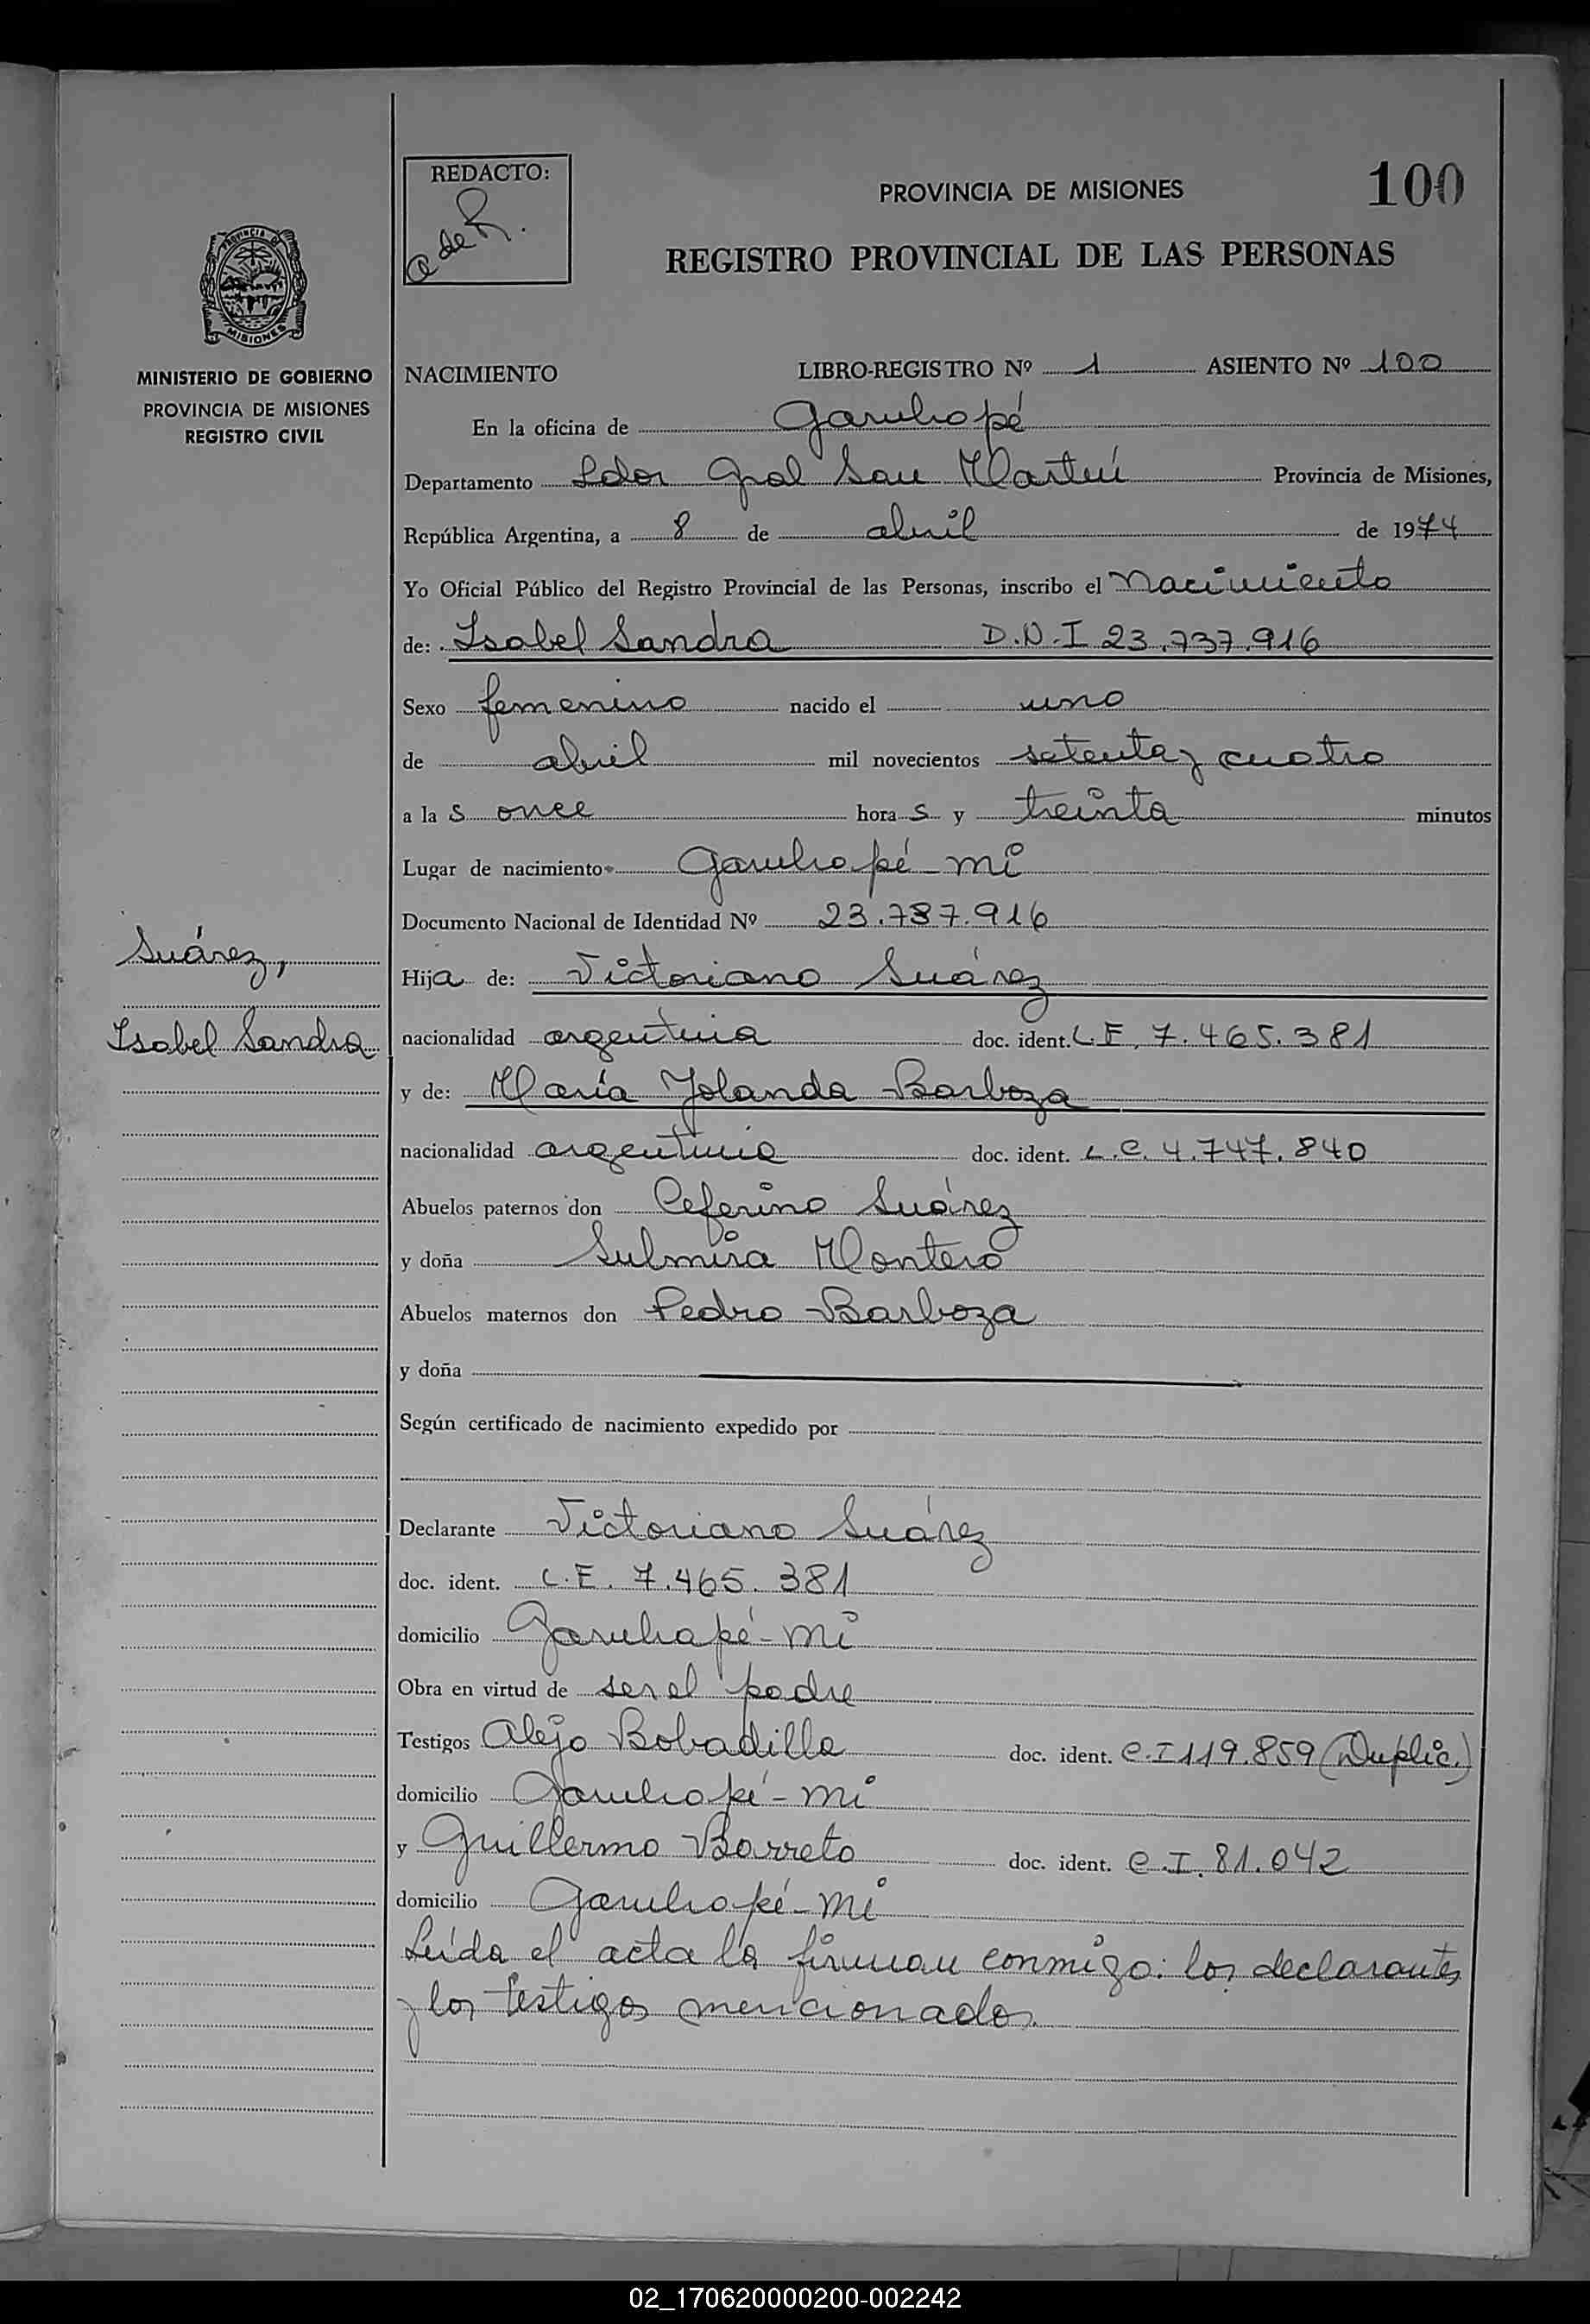 REDACTO:
a de R.
PROVINCIA DE MISIONES
100
REGISTRO PROVINCIAL DE LAS PERSONAS
PROVINCIA DE
MISIONES
MINISTERIO DE GOBIERNO
PROVINCIA DE MISIONES
REGISTRO CIVIL
NACIMIENTO LIBRO-REGISTRO Nº 1 ASIENTO Nº 100
En la oficina de Garuhapé
Departamento Ldor Gral San Martín Provincia de Misiones,
República Argentina, a 8 de abril de 1974
Yo Oficial Público del Registro Provincial de las Personas, inscribo el Nacimiento
de: Isabel Sandra D.N.I 23.737.916
Sexo femenino nacido el uno
de abril mil novecientos setenta y cuatro
a la s once hora s y treinta minutos
Lugar de nacimiento Garuhapé-mi
Documento Nacional de Identidad Nº 23.787.916
Suárez,
Isabel Sandra
Hija de: Victoriano Suárez
nacionalidad argentina doc. ident. L.E. 7.465.381
y de: María Yolanda Barboza
nacionalidad argentina doc. ident. L.C. 4.747.840
Abuelos paternos don Ceferino Suárez
y doña Sulmira Montero
Abuelos maternos don Pedro Barboza
y doña
Según certificado de nacimiento expedido por
Declarante Victoriano Suárez
doc. ident. L.E. 7.465.381
domicilio Garuhapé-mi
Obra en virtud de ser el padre
Testigos Alejo Bobadilla doc. ident. C.I 119.859 (Duplic.)
domicilio Garuhapé-mi
y Guillermo Barreto doc. ident. C.I. 81.042
domicilio Garuhapé-mi
Leída el acta la firman conmigo: los declarantes
y los testigos mencionados.
02_170620000200-002242